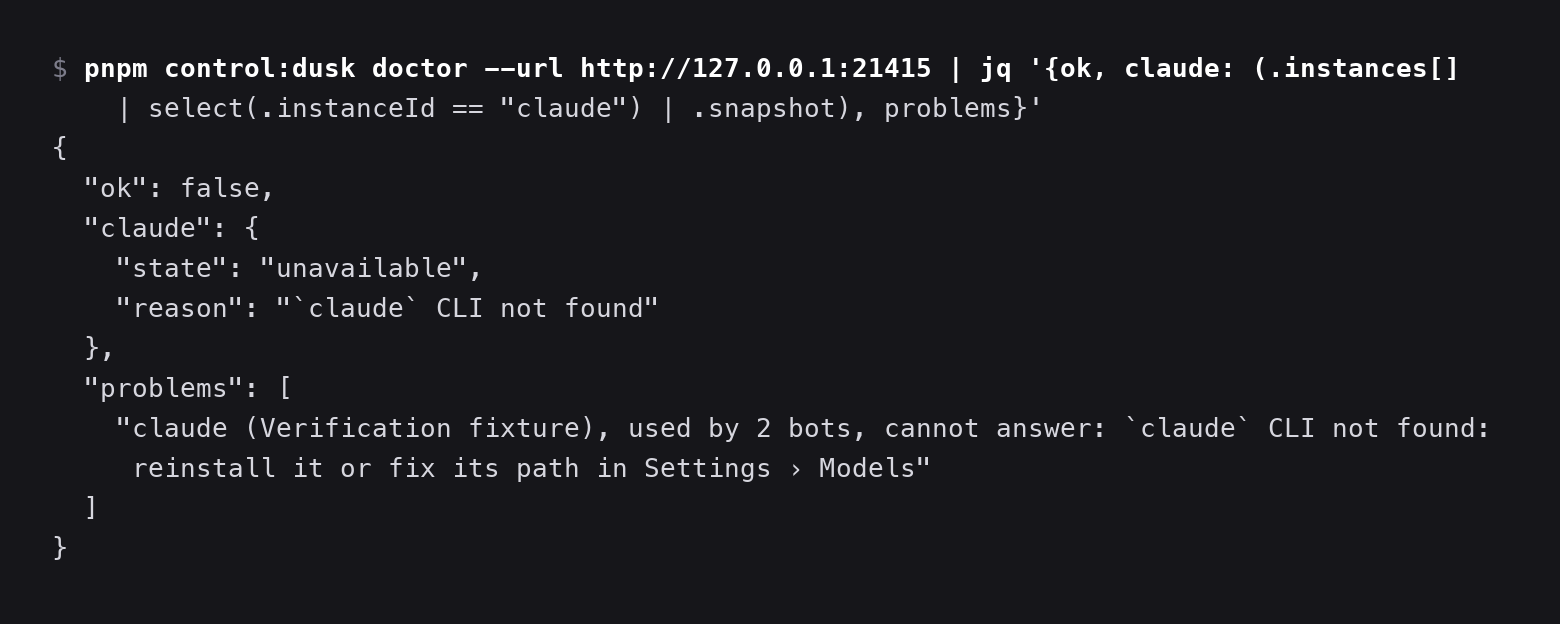 $ pnpm control:dusk doctor --url http://127.0.0.1:21415 | jq '{ok, claude: (.instances[]
    | select(.instanceId == "claude") | .snapshot), problems}'
{
  "ok": false,
  "claude": {
    "state": "unavailable",
    "reason": "`claude` CLI not found"
  },
  "problems": [
    "claude (Verification fixture), used by 2 bots, cannot answer: `claude` CLI not found:
     reinstall it or fix its path in Settings › Models"
  ]
}